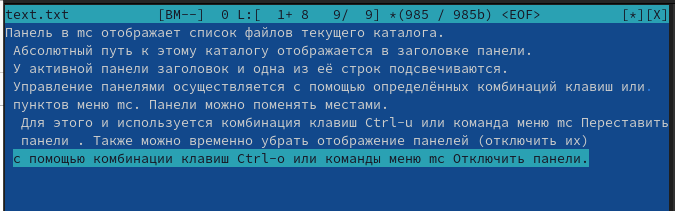 text.txt [BM--] 0 L:[ 1+ 8 9/ 9] *(985 / 985b) <EOF> [*][X]
Панель в mc отображает список файлов текущего каталога.
Абсолютный путь к этому каталогу отображается в заголовке панели.
У активной панели заголовок и одна из её строк подсвечиваются.
Управление панелями осуществляется с помощью определённых комбинаций клавиш или.
пунктов меню mc. Панели можно поменять местами.
Для этого и используется комбинация клавиш Ctrl-u или команда меню mc Переставить
панели . Также можно временно убрать отображение панелей (отключить их)
с помощью комбинации клавиш Ctrl-o или команды меню mc Отключить панели.